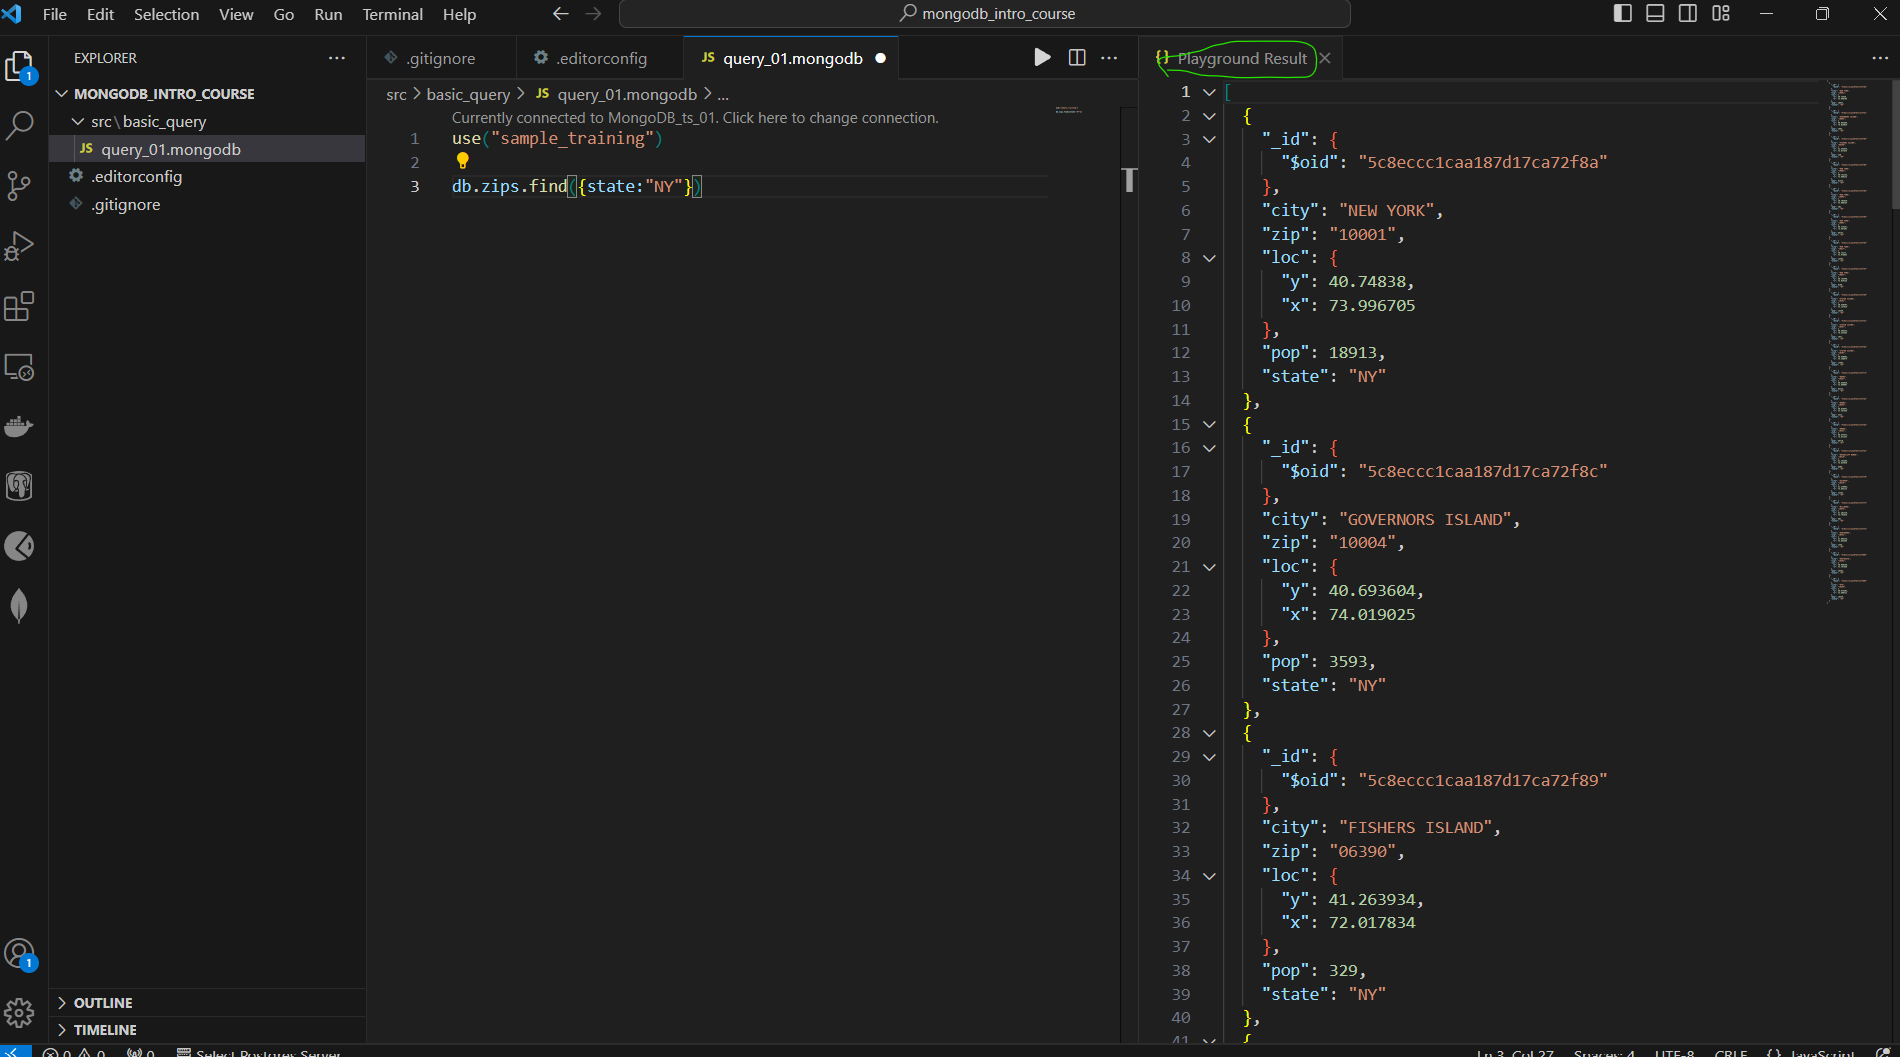 File Edit Selection View Go Run Terminal Help
mongodb_intro_course
EXPLORER
MONGODB_INTRO_COURSE
src\basic_query
JS query_01.mongodb
.editorconfig
.gitignore
OUTLINE
TIMELINE
1
1
.gitignore
.editorconfig
JS query_01.mongodb
src > basic_query > JS query_01.mongodb > ...
Currently connected to MongoDB_ts_01. Click here to change connection.
1 use("sample_training")
2
3 db.zips.find({state:"NY"})
T
{} Playground Result
1 [
2 {
3 "_id": {
4 "$oid": "5c8eccc1caa187d17ca72f8a"
5 },
6 "city": "NEW YORK",
7 "zip": "10001",
8 "loc": {
9 "y": 40.74838,
10 "x": 73.996705
11 },
12 "pop": 18913,
13 "state": "NY"
14 },
15 {
16 "_id": {
17 "$oid": "5c8eccc1caa187d17ca72f8c"
18 },
19 "city": "GOVERNORS ISLAND",
20 "zip": "10004",
21 "loc": {
22 "y": 40.693604,
23 "x": 74.019025
24 },
25 "pop": 3593,
26 "state": "NY"
27 },
28 {
29 "_id": {
30 "$oid": "5c8eccc1caa187d17ca72f89"
31 },
32 "city": "FISHERS ISLAND",
33 "zip": "06390",
34 "loc": {
35 "y": 41.263934,
36 "x": 72.017834
37 },
38 "pop": 329,
39 "state": "NY"
40 },
41 {
0 0 0 Select Postgres Server
Ln 3, Col 27 Spaces: 4 UTF-8 CRLF {} JavaScript